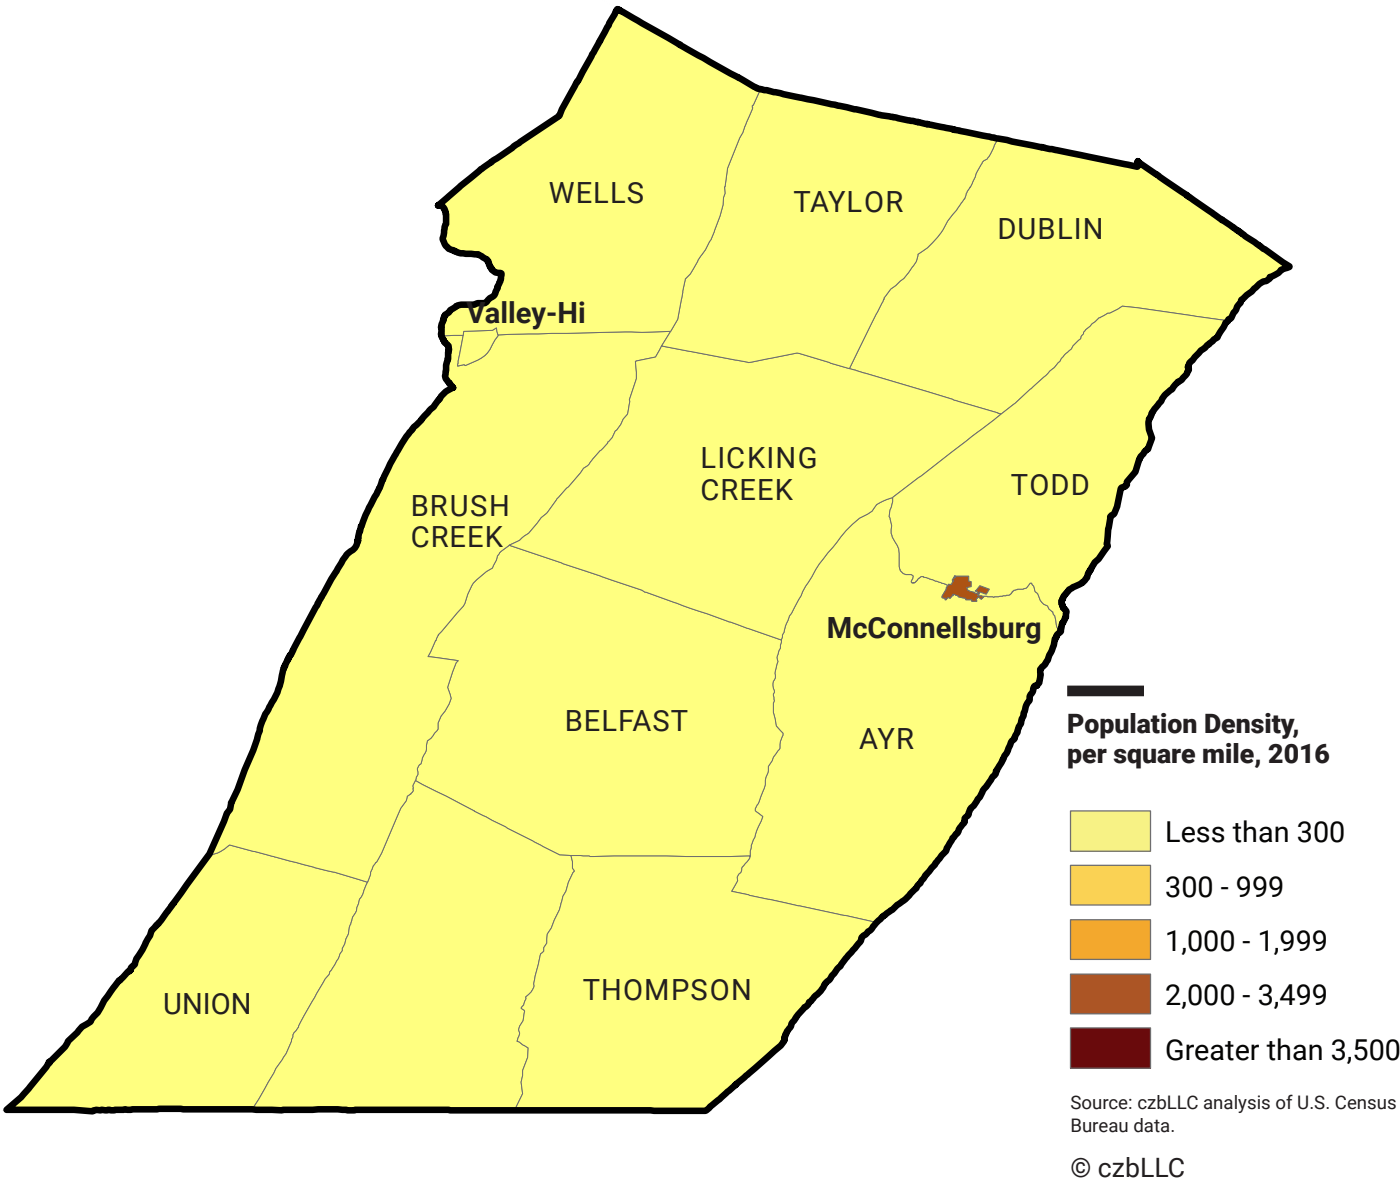 WELLS
TAYLOR
DUBLIN
Valley-Hi
LICKING
CREEK
TODD
BRUSH
CREEK
McConnellsburg
BELFAST
AYR
THOMPSON
UNION
Population Density,
per square mile, 2016
Less than 300
300 - 999
1,000 - 1,999
2,000 - 3,499
Greater than 3,500
Source: czbLLC analysis of U.S. Census
Bureau data.
© czbLLC